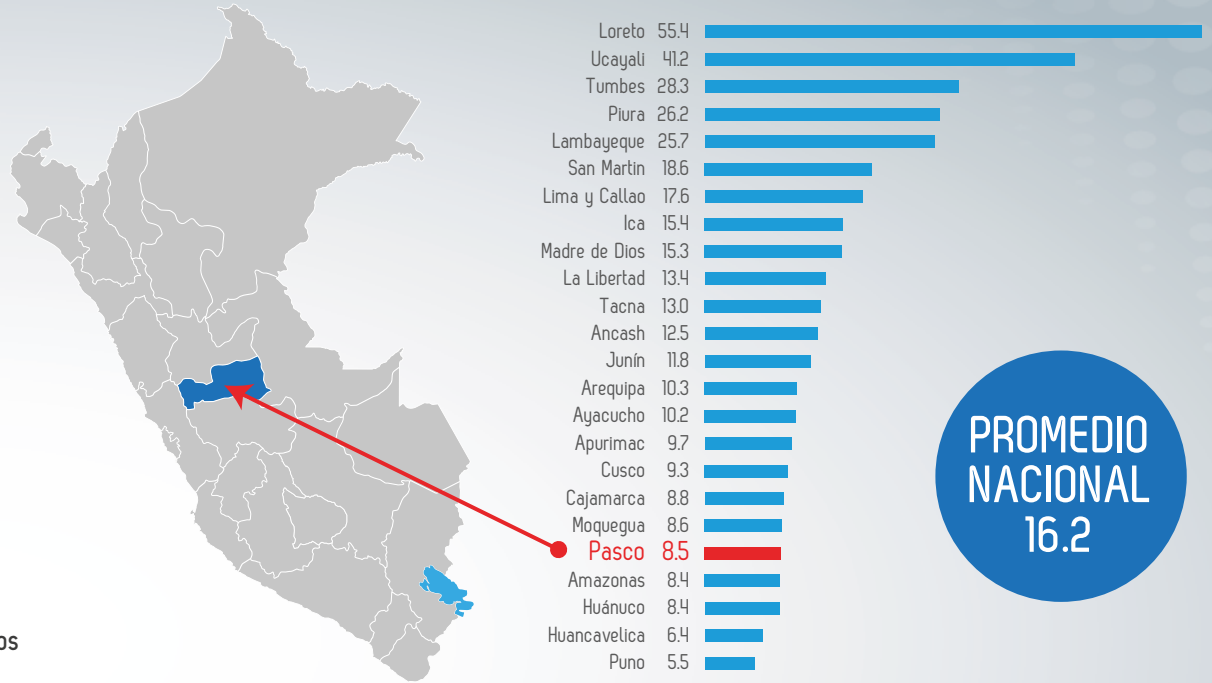 Loreto 55.4
Ucayali 41.2
Tumbes 28.3
Piura 26.2
Lambayeque 25.7
San Martin 18.6
Lima y Callao 17.6
Ica 15.4
Madre de Dios 15.3
La Libertad 13.4
Tacna 13.0
Ancash 12.5
Junín 11.8
Arequipa 10.3
Ayacucho 10.2
Apurimac 9.7
Cusco 9.3
Cajamarca 8.8
Moquegua 8.6
Pasco 8.5
Amazonas 8.4
Huánuco 8.4
Huancavelica 6.4
Puno 5.5
PROMEDIO
NACIONAL
16.2
os